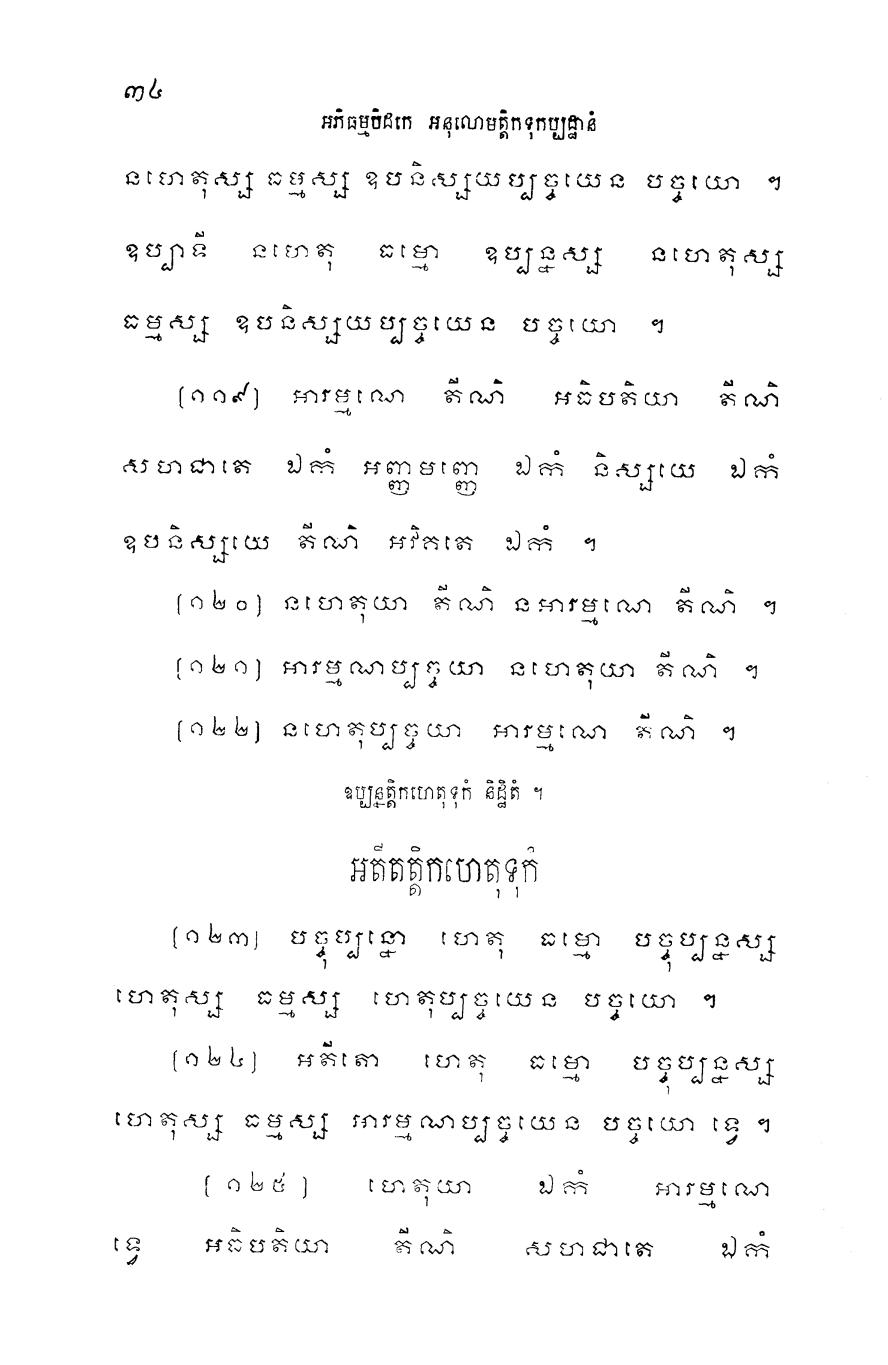 ៣៤
អភិធម្មបិដកេ អនុលោមត្តិកទុកប្បដ្ឋានំ
នហេតុស្ស ធម្មស្ស ឧបនិស្សយប្បច្ចយេន បច្ចយោ ។
ឧប្បាទី នហេតុ ធម្មោ ឧប្បន្នស្ស នហេតុស្ស
ធម្មស្ស ឧបនិស្សយប្បច្ចយេន បច្ចយោ ។
(១១៩) អារម្មណេ តីណិ អធិបតិយា តីណិ
សហជាតេ ឯកំ អញ្ញមញ្ញេ ឯកំ និស្សយេ ឯកំ
ឧបនិស្សយេ តីណិ អវិគតេ ឯកំ ។
(១២០) នហេតុយា តីណិ នអារម្មណេ តីណិ ។
(១២១) អារម្មណប្បច្ចយា នហេតុយា តីណិ ។
(១២២) នហេតុប្បច្ចយា អារម្មណេ តីណិ ។
ឧប្បន្នត្តិកហេតុទុកំ និដ្ឋិតំ ។
អតីតត្តិកហេតុទុកំ
(១២៣) បច្ចុប្បន្នោ ហេតុ ធម្មោ បច្ចុប្បន្នស្ស
ហេតុស្ស ធម្មស្ស ហេតុប្បច្ចយេន បច្ចយោ ។
(១២៤) អតីតោ ហេតុ ធម្មោ បច្ចុប្បន្នស្ស
ហេតុស្ស ធម្មស្ស អារម្មណប្បច្ចយេន បច្ចយោ ទ្វេ ។
(១២៥) ហេតុយា ឯកំ អារម្មណេ
ទ្វេ អធិបតិយា តីណិ សហជាតេ ឯកំ